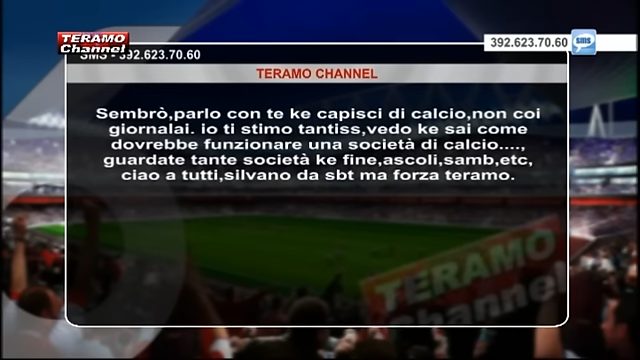 TERAMO
Channel
392.623.70.60
sms
SMS - 392.623.70.60
TERAMO CHANNEL
Sembrò,parlo con te ke capisci di calcio,non coi
giornalai. io ti stimo tantiss,vedo ke sai come
dovrebbe funzionare una società di calcio....,
guardate tante società ke fine,ascoli,samb,etc,
ciao a tutti,silvano da sbt ma forza teramo.
TERAMO
Channel